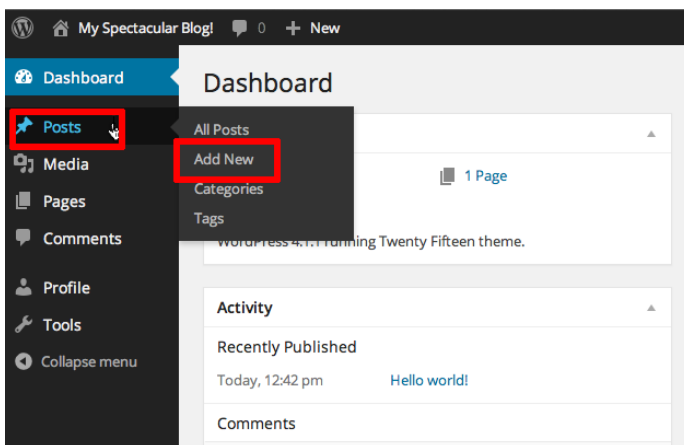 My Spectacular Blog! 0 + New
Dashboard
Dashboard
Posts
All Posts
Add New
Categories
Tags
Media
Pages
Comments
Profile
Tools
Collapse menu
1 Page
WordPress 4.1.1 running Twenty Fifteen theme.
Activity
Recently Published
Today, 12:42 pm Hello world!
Comments